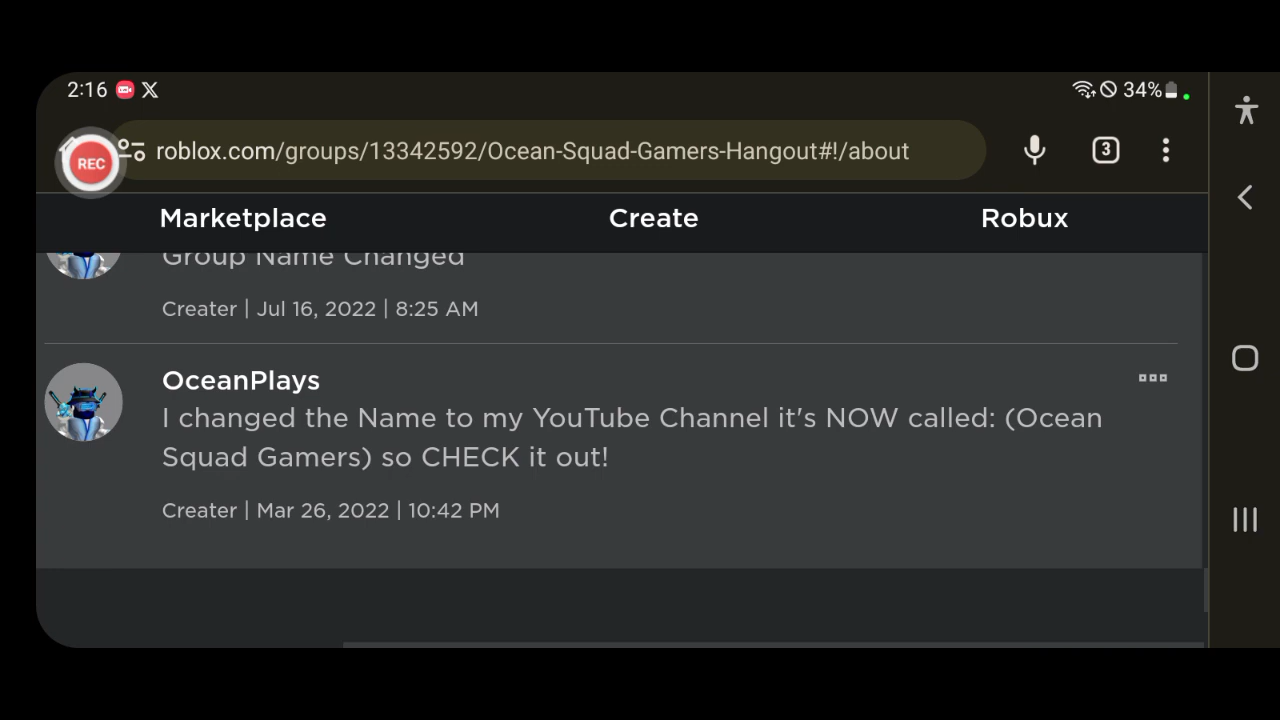 2:16
34%
REC
roblox.com/groups/13342592/Ocean-Squad-Gamers-Hangout#!/about
3
Marketplace Create Robux
Group Name Changed
Creater | Jul 16, 2022 | 8:25 AM
OceanPlays
I changed the Name to my YouTube Channel it's NOW called: (Ocean
Squad Gamers) so CHECK it out!
Creater | Mar 26, 2022 | 10:42 PM